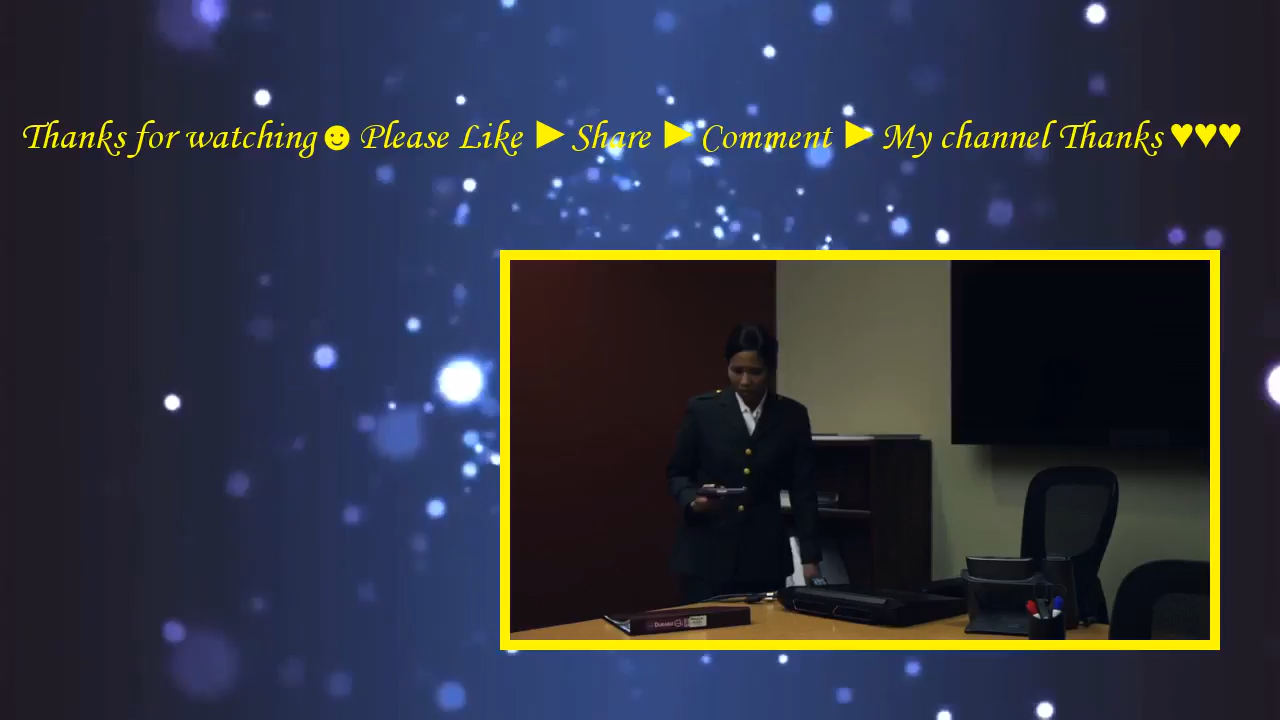 Thanks for watching☻Please Like ►Share ►Comment ►My channel Thanks♥♥♥